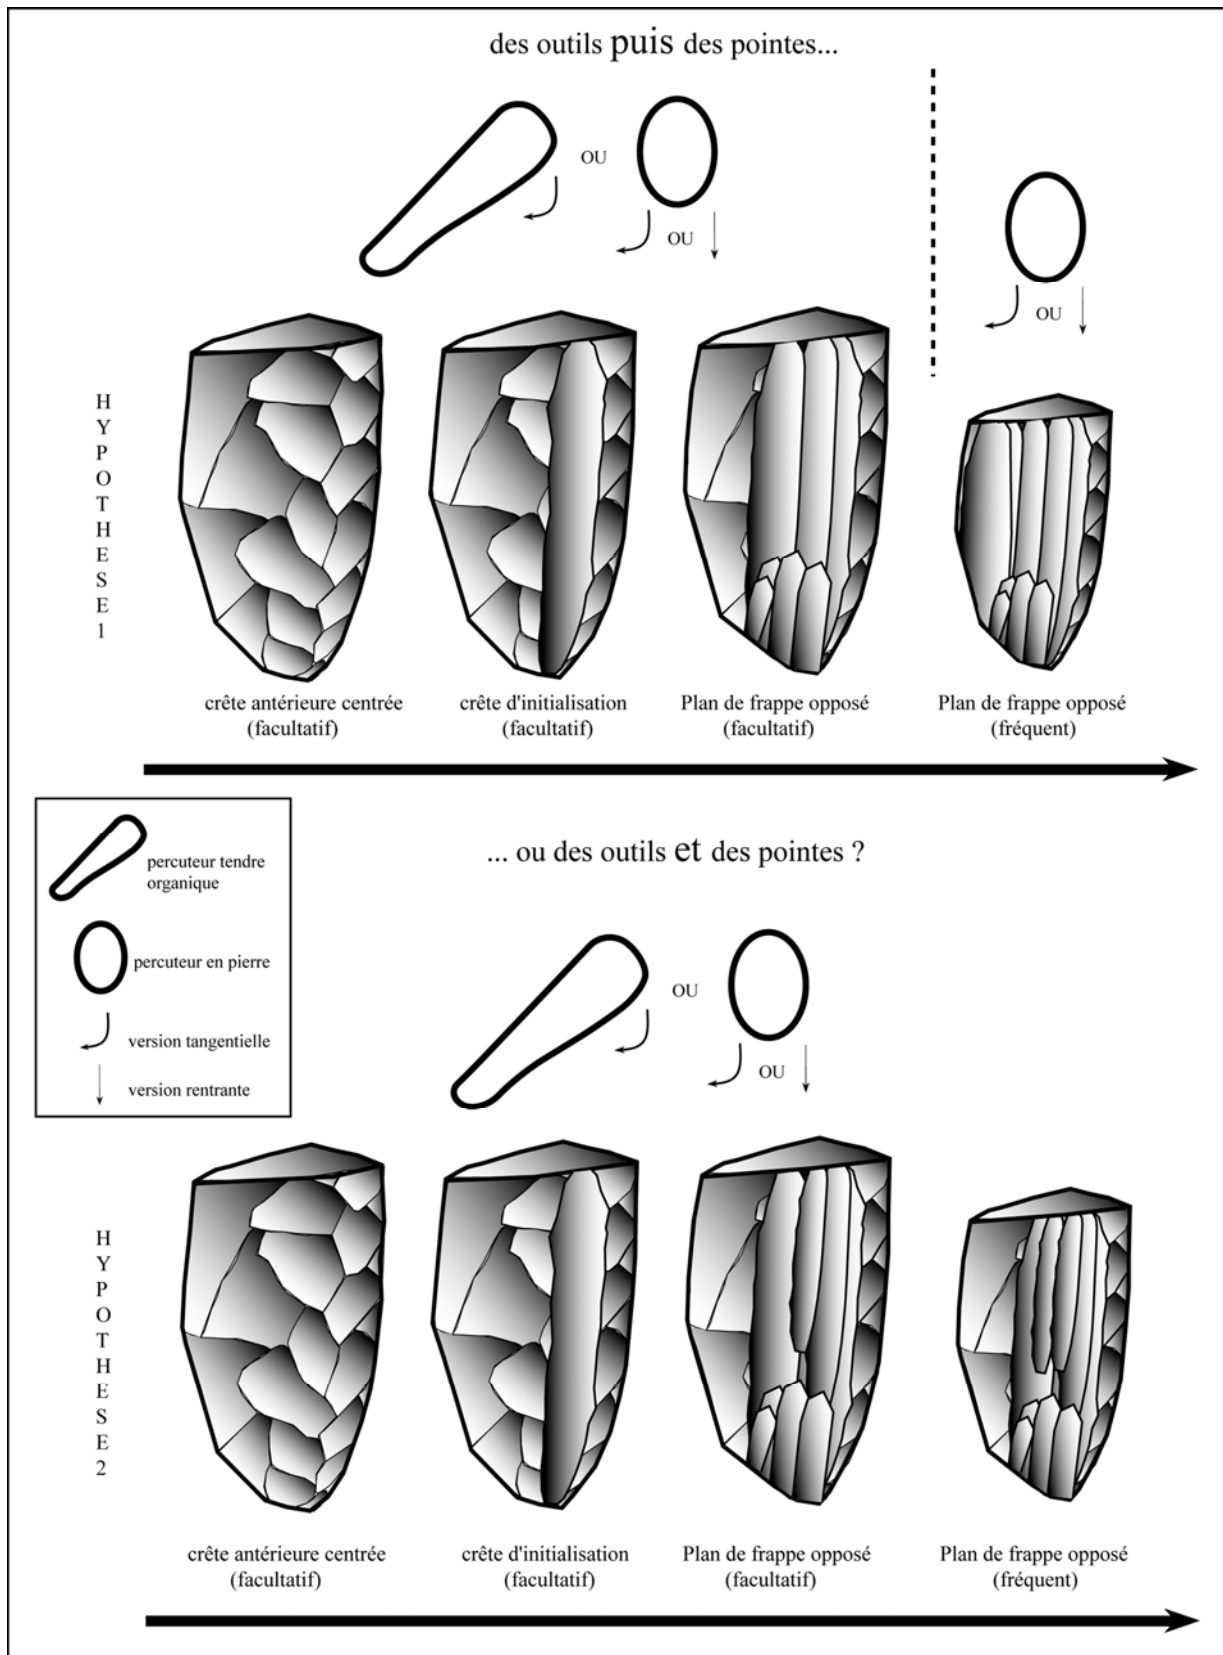 des outils puis des pointes...
OU
OU
OU
HYPOTHESE1
crête antérieure centrée
(facultatif)
crête d'initialisation
(facultatif)
Plan de frappe opposé
(facultatif)
Plan de frappe opposé
(fréquent)
percuteur tendre
organique
percuteur en pierre
version tangentielle
version rentrante
... ou des outils et des pointes ?
OU
OU
HYPOTHESE2
crête antérieure centrée
(facultatif)
crête d'initialisation
(facultatif)
Plan de frappe opposé
(facultatif)
Plan de frappe opposé
(fréquent)